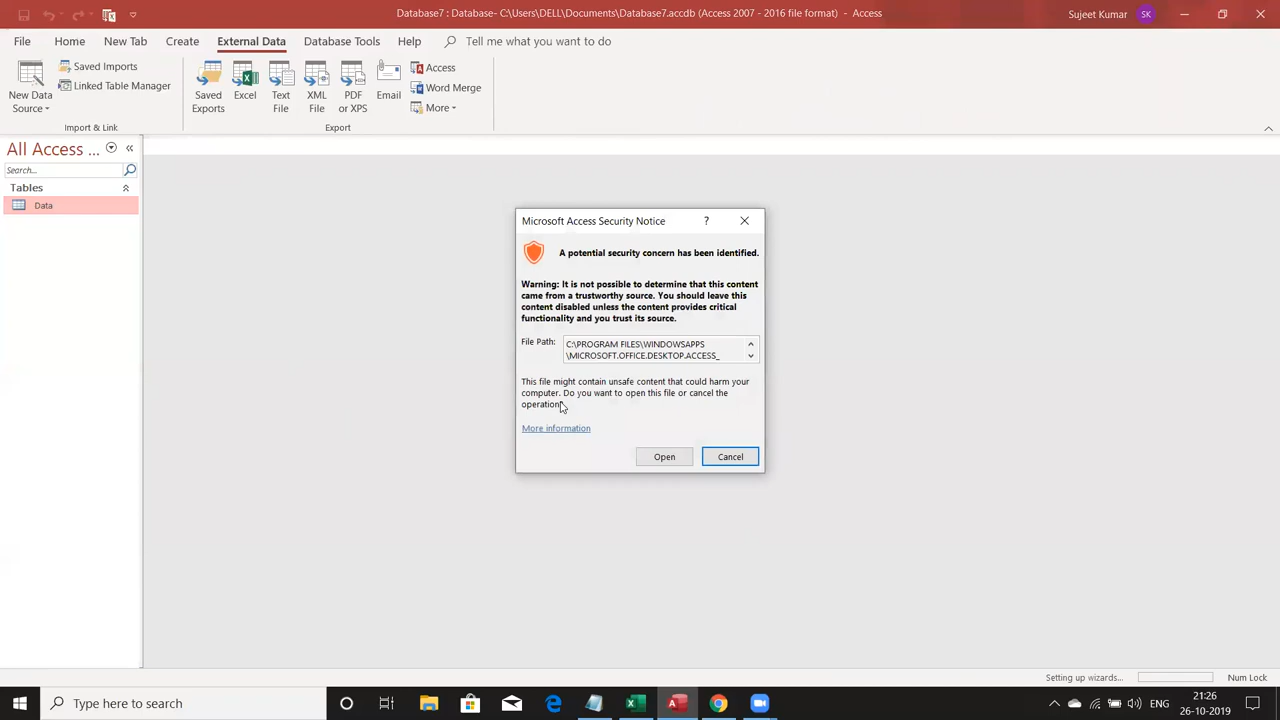 Database7 : Database- C:\Users\DELL\Documents\Database7.accdb (Access 2007 - 2016 file format) - Access
Sujeet Kumar
SK
File
Home
New Tab
Create
External Data
Database Tools
Help
Tell me what you want to do
New Data
Source
Saved Imports
Linked Table Manager
Import & Link
Saved
Exports
Excel
Text
File
XML
File
PDF
or XPS
Email
Access
Word Merge
More
Export
All Access ...
Search...
Tables
Data
Microsoft Access Security Notice
?
A potential security concern has been identified.
Warning: It is not possible to determine that this content
came from a trustworthy source. You should leave this
content disabled unless the content provides critical
functionality and you trust its source.
File Path:
C:\PROGRAM FILES\WINDOWSAPPS
\MICROSOFT.OFFICE.DESKTOP.ACCESS_
This file might contain unsafe content that could harm your
computer. Do you want to open this file or cancel the
operation?
More information
Open
Cancel
Setting up wizards...
Num Lock
Type here to search
ENG
21:26
26-10-2019